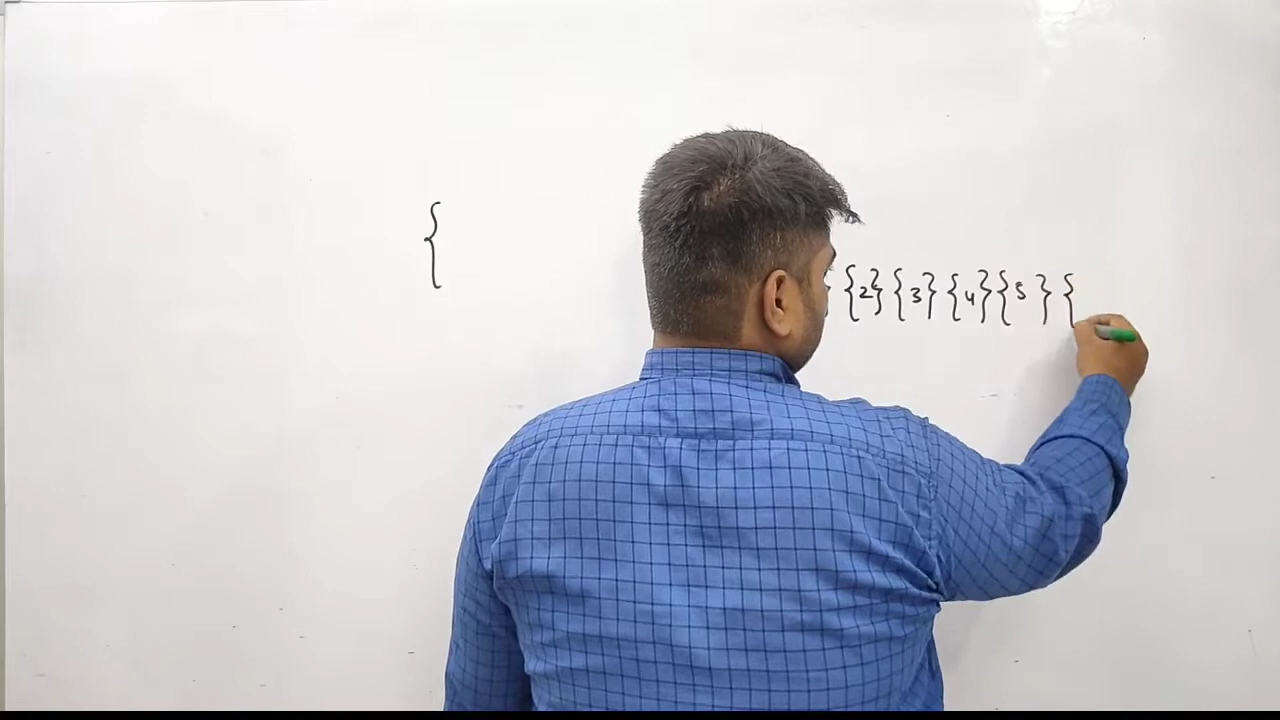 {
{2} {3} {4} {5} {